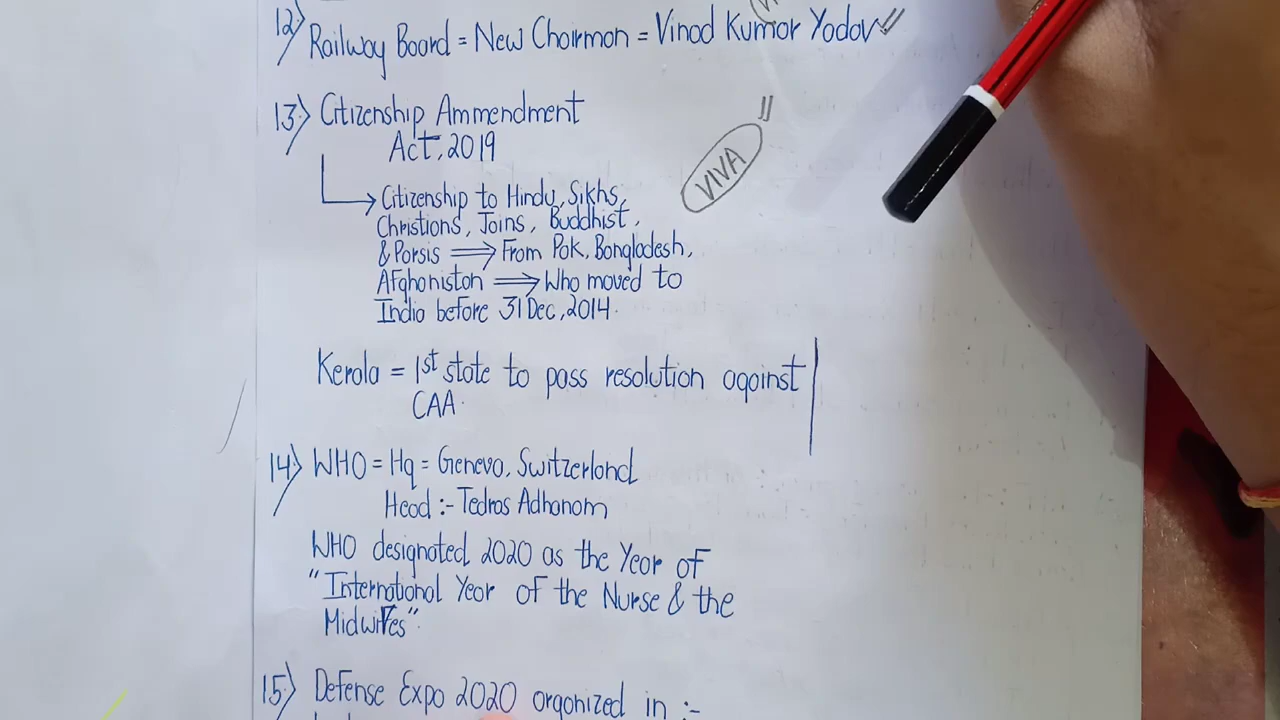 12) Railway Board = New Chairman = Vinod Kumar Yadav
13) Citizenship Ammendment
Act, 2019
VIVA
Citizenship to Hindu, Sikhs,
Christians, Jains, Buddhist,
& Parsis ⟹ From Pak, Bangladesh,
Afghanistan ⟹ Who moved to
India before 31 Dec, 2014.
Kerala = 1st state to pass resolution against
CAA.
14) WHO = Hq = Geneva, Switzerland
Head :- Tedros Adhanom
WHO designated 2020 as the Year of
"International Year of the Nurse & the
Midwifes".
15) Defense Expo 2020 organized in :-